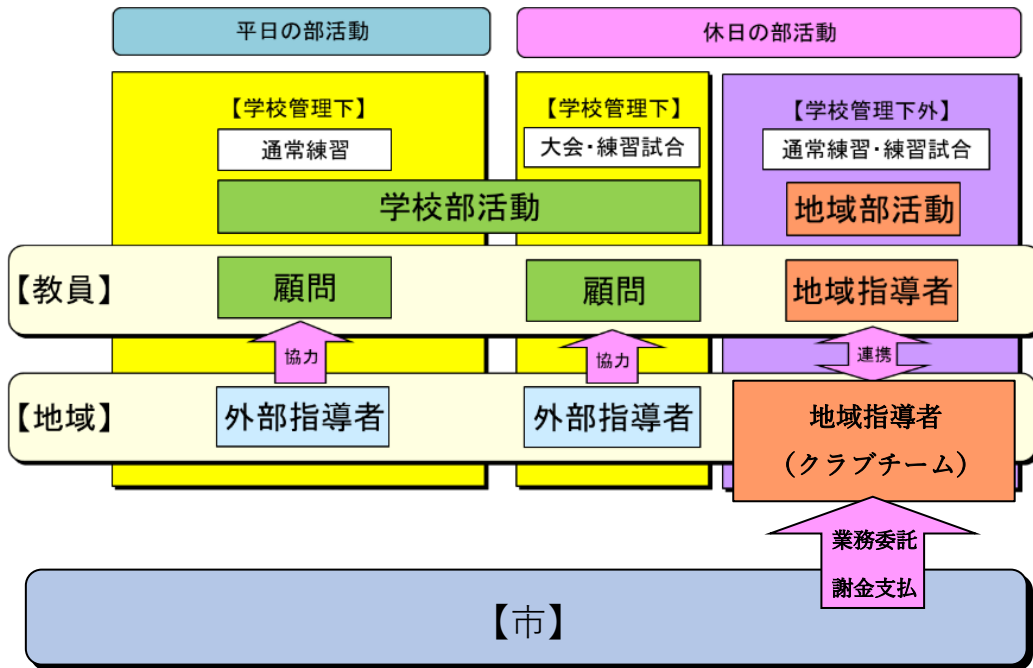 平日の部活動
休日の部活動
【学校管理下】
【学校管理下】
【学校管理下外】
通常練習
大会・練習試合
通常練習・練習試合
学校部活動
地域部活動
【教員】
顧問
顧問
地域指導者
協力
協力
連携
【地域】
外部指導者
外部指導者
地域指導者
（クラブチーム）
業務委託
謝金支払
【市】